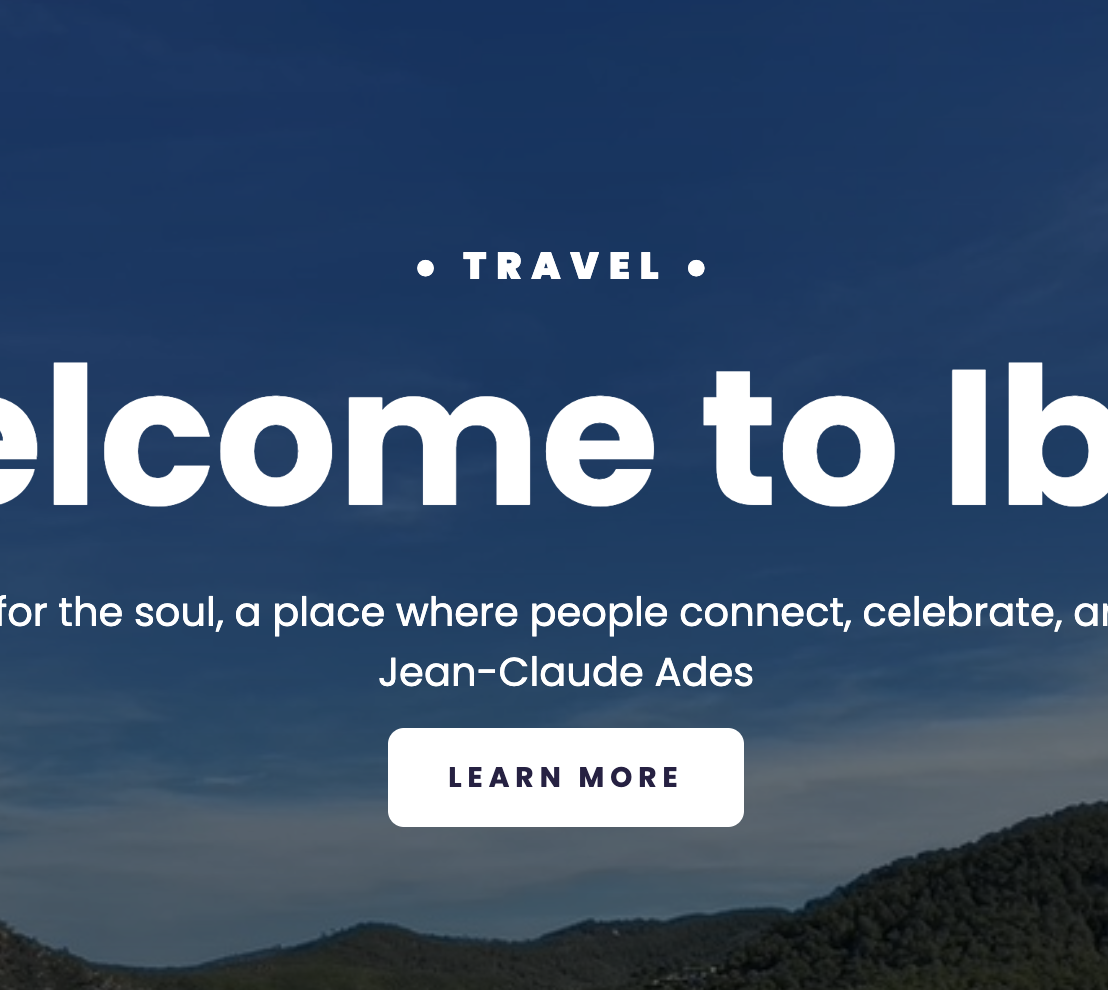 • TRAVEL •
elcome to Ib
for the soul, a place where people connect, celebrate, ar
Jean-Claude Ades
LEARN MORE